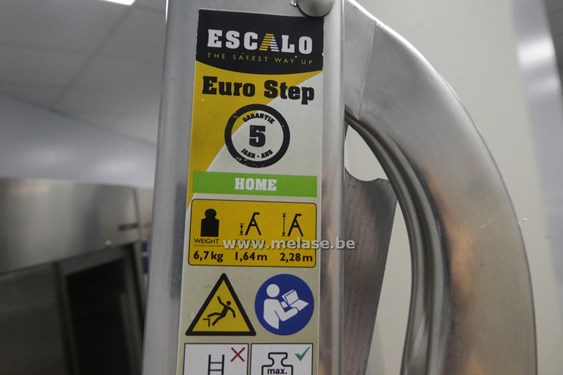 ESCALO
THE SAFEST WAY UP
Euro Step
GARANTIE
5
JAAR - ANS
HOME
WEIGHT
6,7kg 1,64m 2,28m
www.melase.be
max.